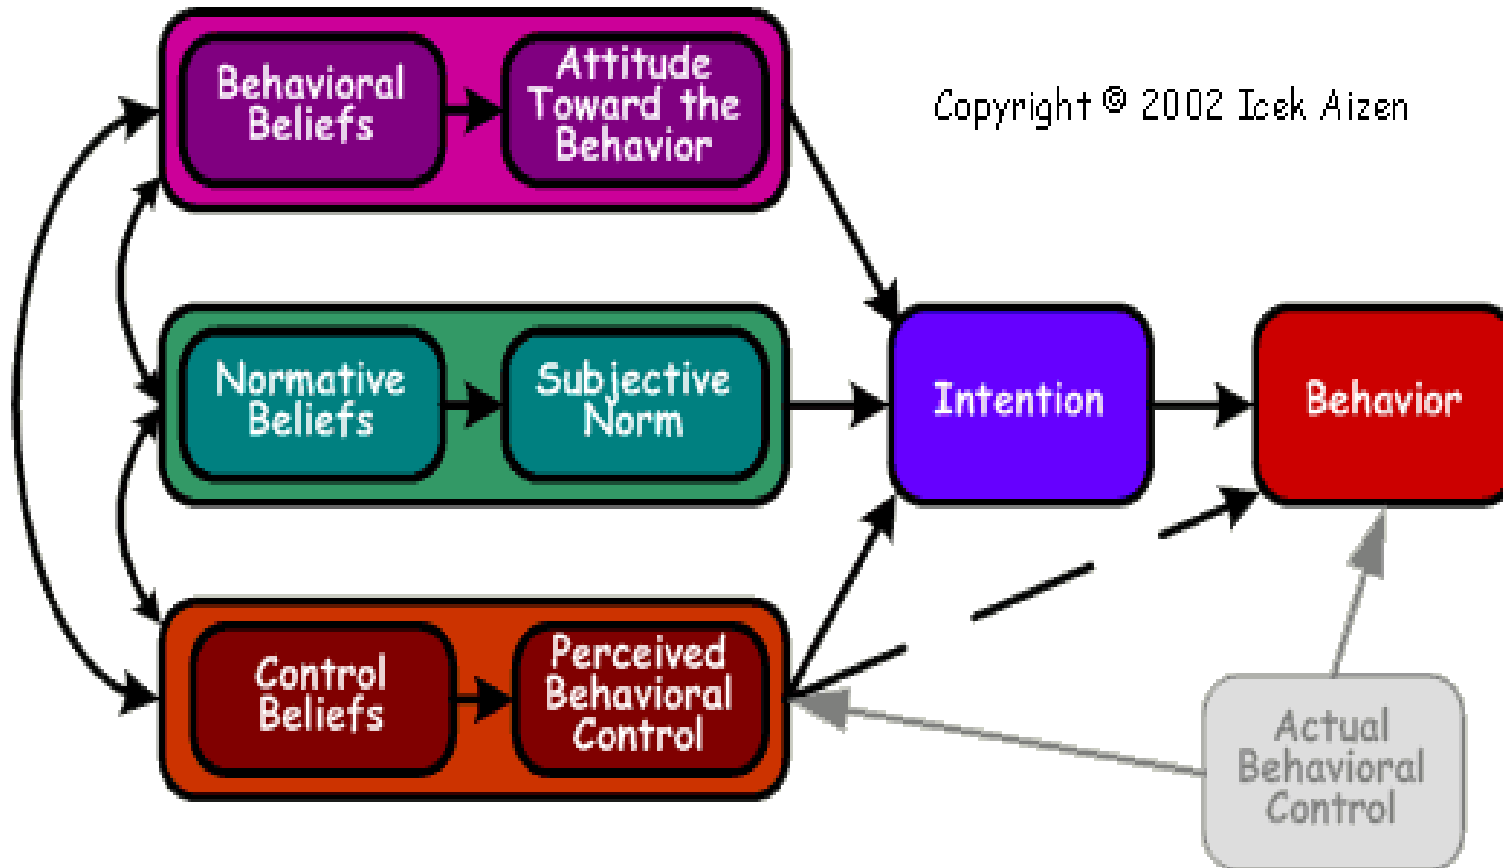 Behavioral
Beliefs
Attitude
Toward the
Behavior
Copyright © 2002 Icek Aizen
Normative
Beliefs
Subjective
Norm
Intention
Behavior
Control
Beliefs
Perceived
Behavioral
Control
Actual
Behavioral
Control